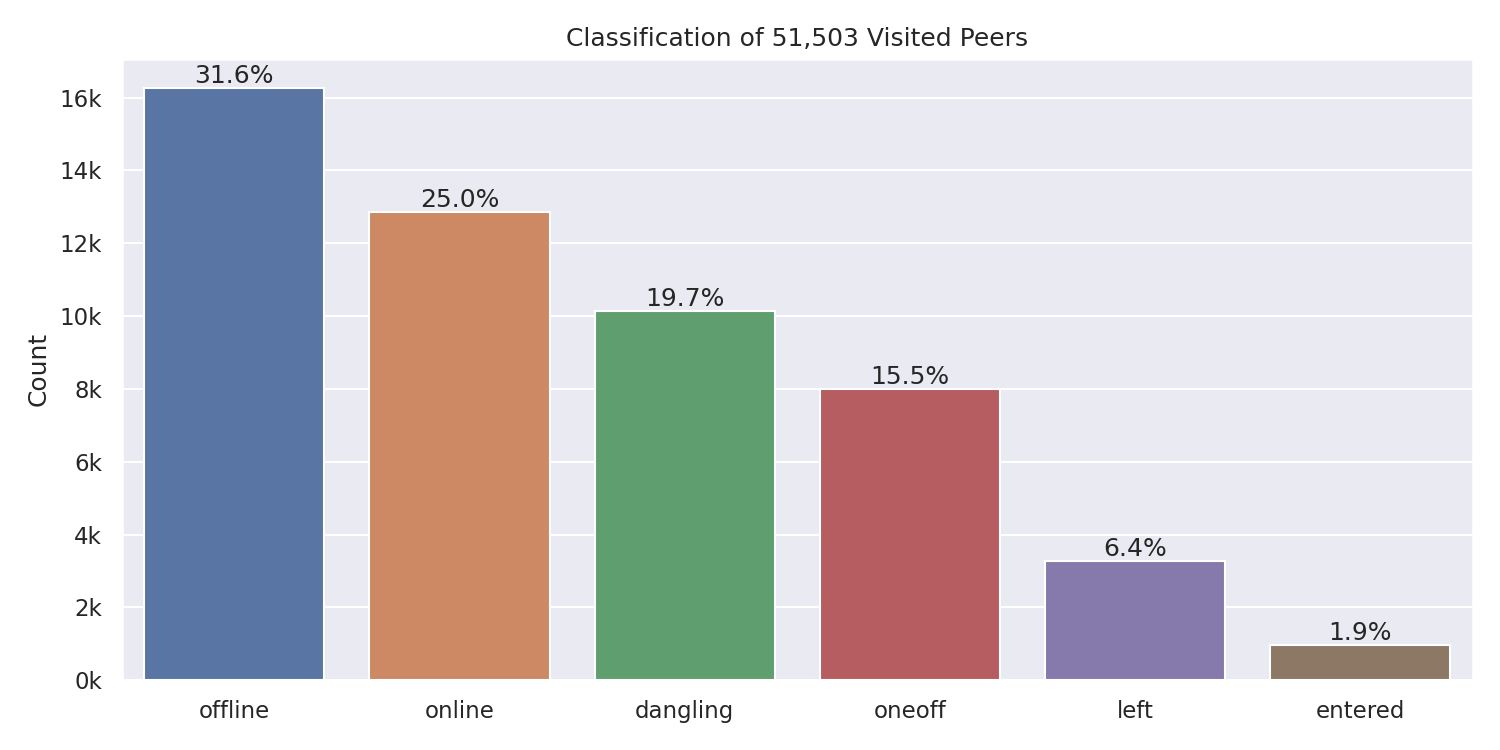 Classification of 51,503 Visited Peers
31.6%
25.0%
19.7%
15.5%
6.4%
1.9%
16k
14k
12k
10k
8k
6k
4k
2k
0k
Count
offline
online
dangling
oneoff
left
entered